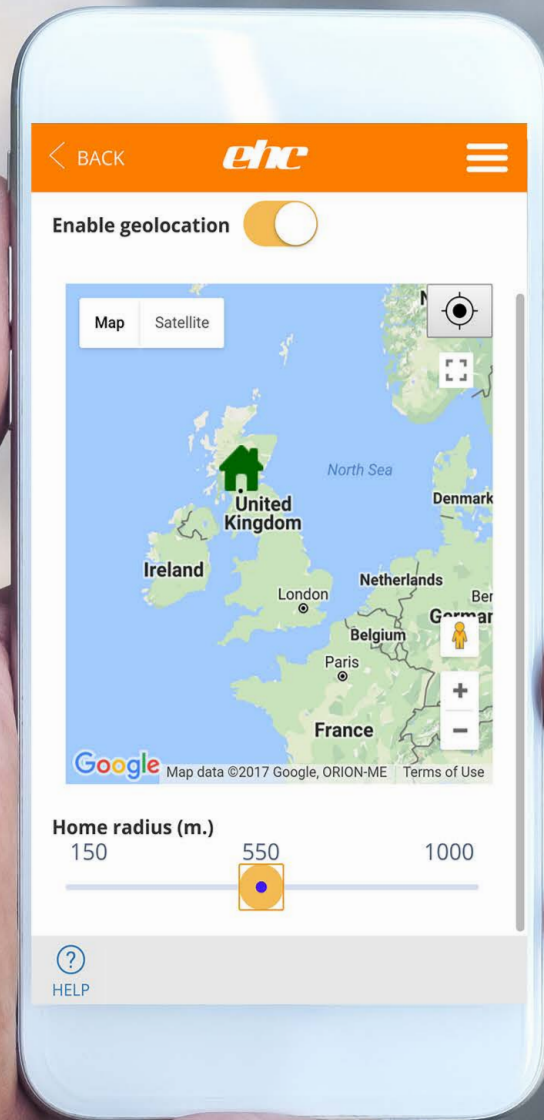 BACK
ehc
Enable geolocation
Map Satellite
North Sea
Denmark
United
Kingdom
Ireland
Netherlands
London
Ber
Belgium
Paris
France
Google Map data ©2017 Google, ORION-ME Terms of Use
Home radius (m.)
150 550 1000
?
HELP